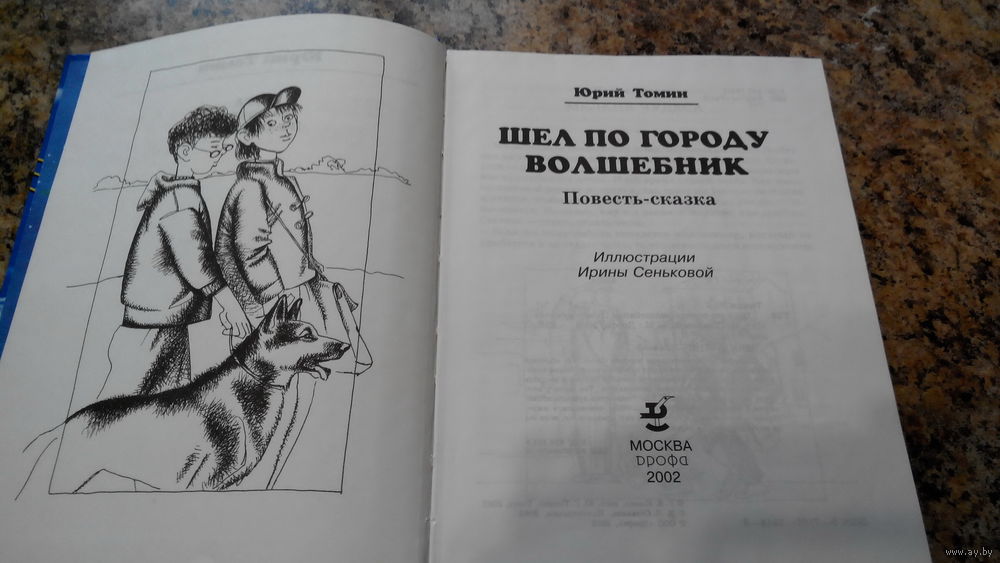 Юрий Томин
ШЕЛ ПО ГОРОДУ
ВОЛШЕБНИК
Повесть-сказка
Иллюстрации
Ирины Сеньковой
МОСКВА
дрофа
2002
www.ay.by